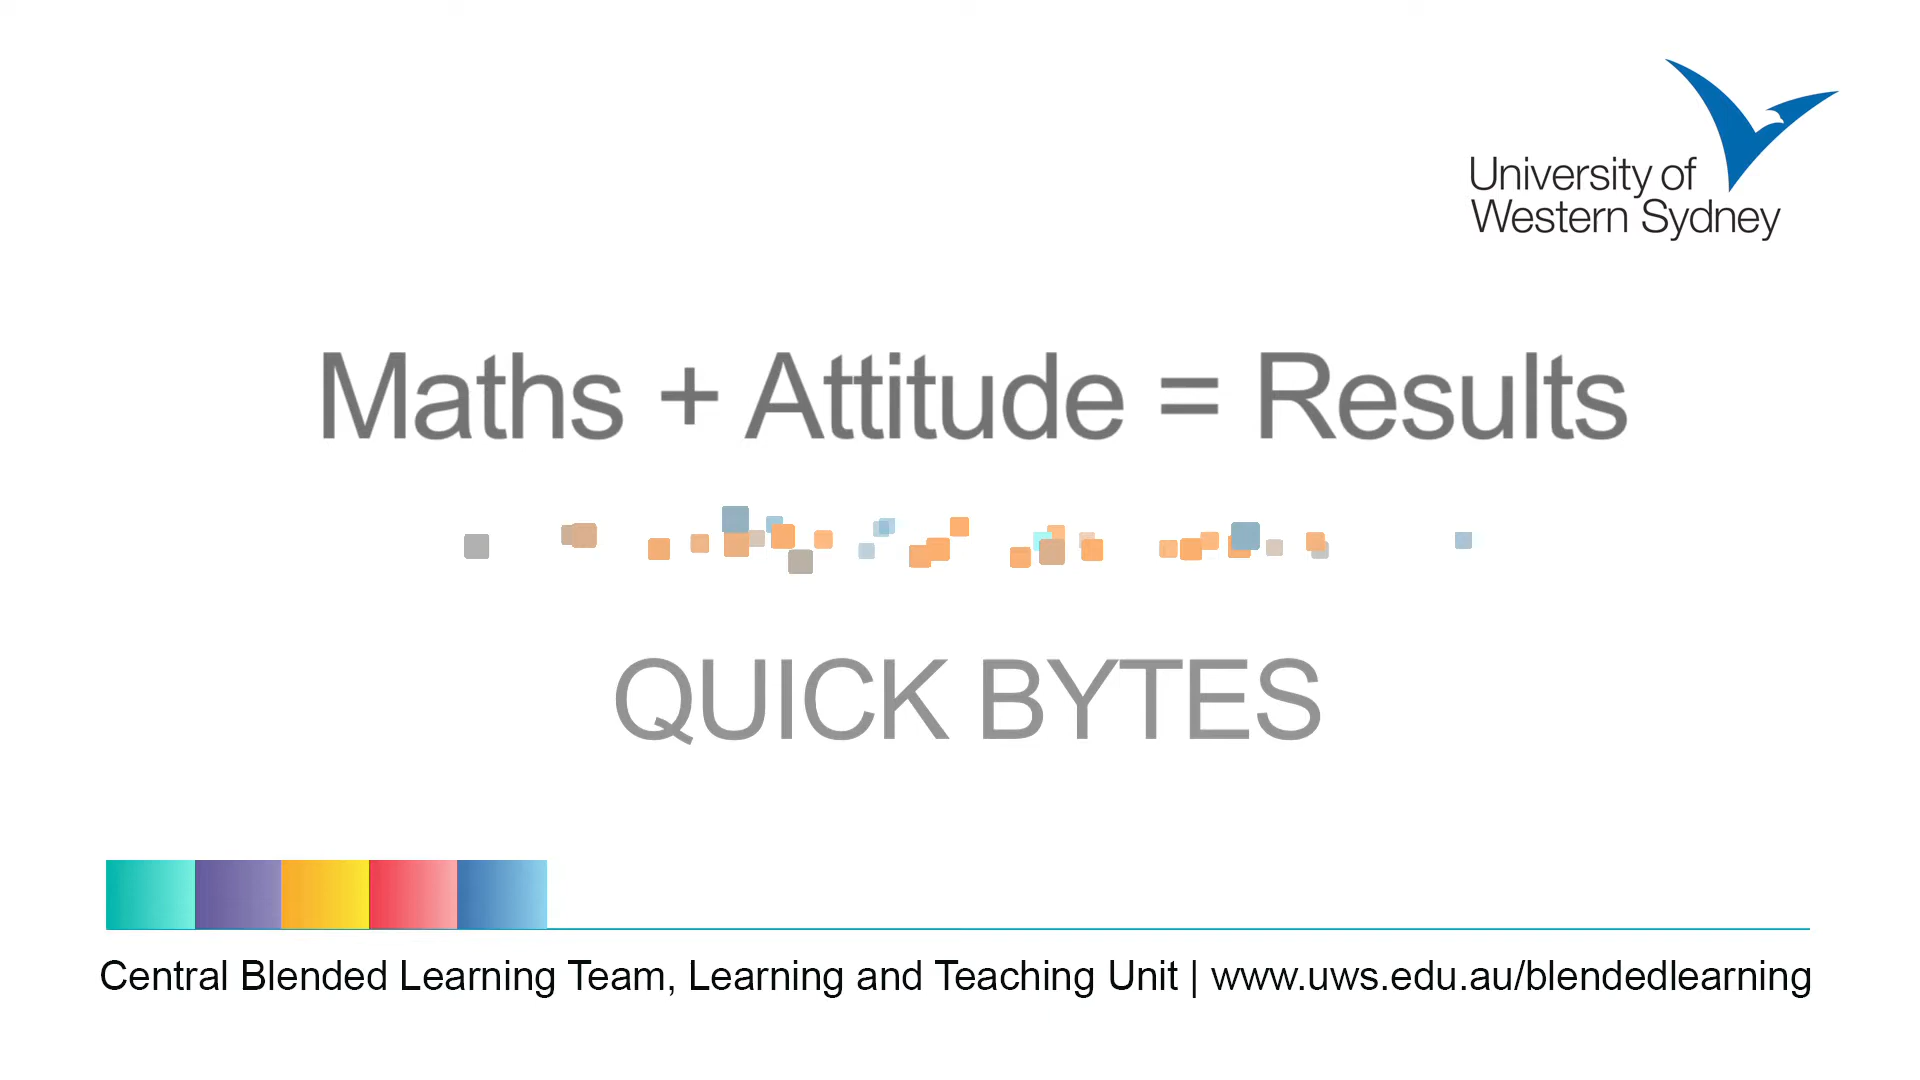 University of
Western Sydney
Maths + Attitude = Results
QUICK BYTES
Central Blended Learning Team, Learning and Teaching Unit | www.uws.edu.au/blendedlearning